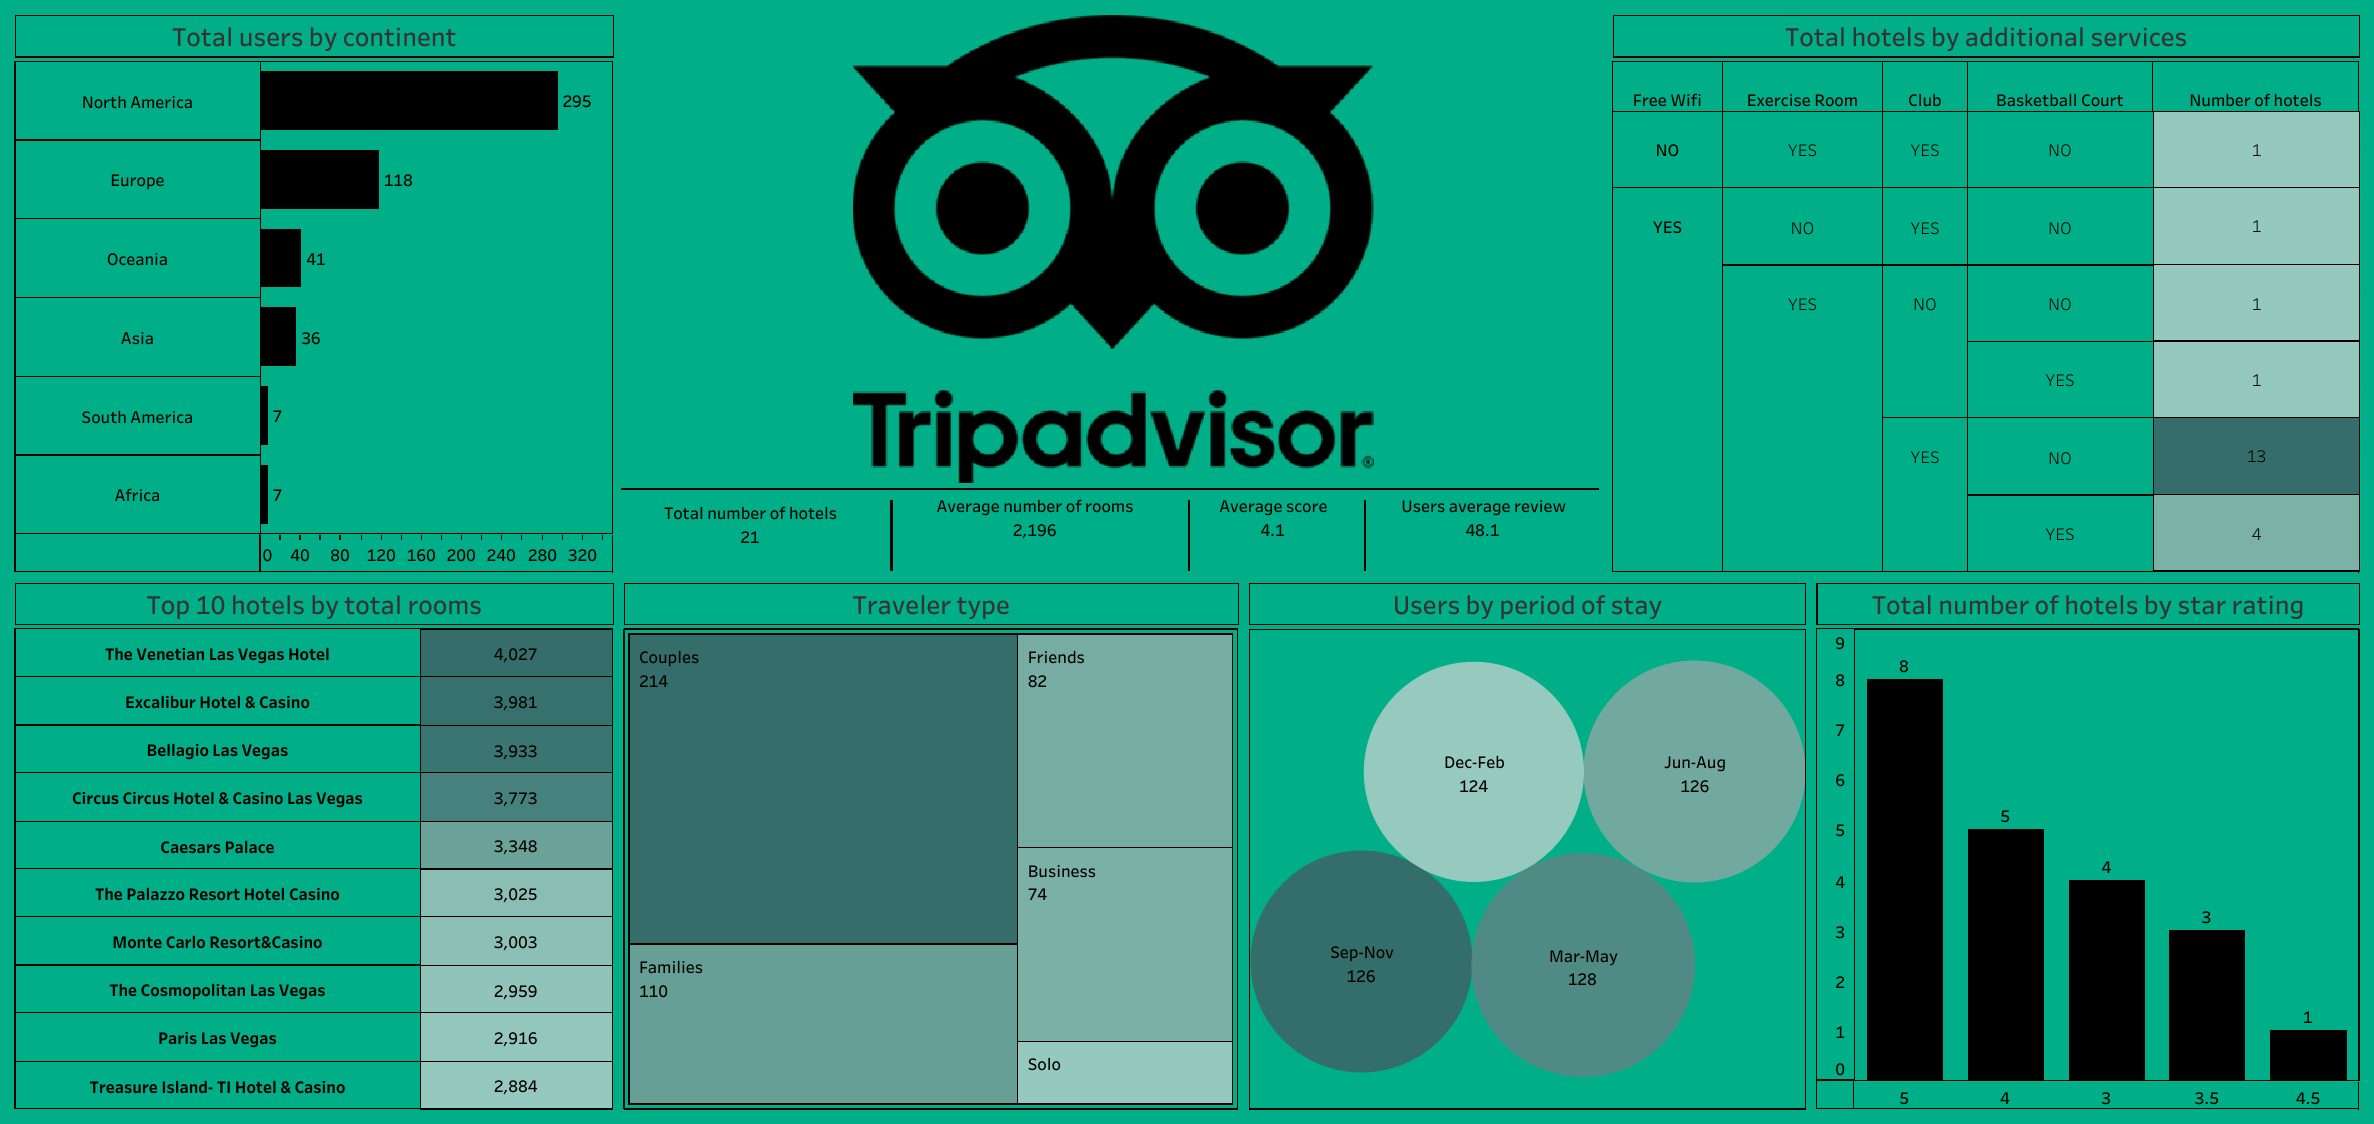 Total users by continent
North America
295
Europe
118
Oceania
41
Asia
36
South America
7
Africa
7
0 40 80 120 160 200 240 280 320
Tripadvisor®
Total number of hotels
21
Average number of rooms
2,196
Average score
4.1
Users average review
48.1
Total hotels by additional services
Free Wifi Exercise Room Club Basketball Court Number of hotels
NO YES YES NO 1
YES NO YES NO 1
YES NO NO 1
YES 1
YES NO 13
YES 4
Top 10 hotels by total rooms
The Venetian Las Vegas Hotel 4,027
Excalibur Hotel & Casino 3,981
Bellagio Las Vegas 3,933
Circus Circus Hotel & Casino Las Vegas 3,773
Caesars Palace 3,348
The Palazzo Resort Hotel Casino 3,025
Monte Carlo Resort&Casino 3,003
The Cosmopolitan Las Vegas 2,959
Paris Las Vegas 2,916
Treasure Island- TI Hotel & Casino 2,884
Traveler type
Couples
214
Families
110
Friends
82
Business
74
Solo
Users by period of stay
Dec-Feb
124
Jun-Aug
126
Sep-Nov
126
Mar-May
128
Total number of hotels by star rating
9
8
7
6
5
4
3
2
1
0
8
5
4
3
1
5 4 3 3.5 4.5